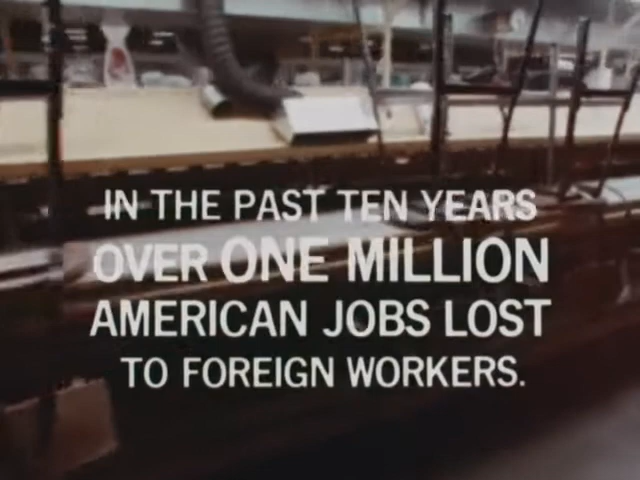 IN THE PAST TEN YEARS
OVER ONE MILLION
AMERICAN JOBS LOST
TO FOREIGN WORKERS.